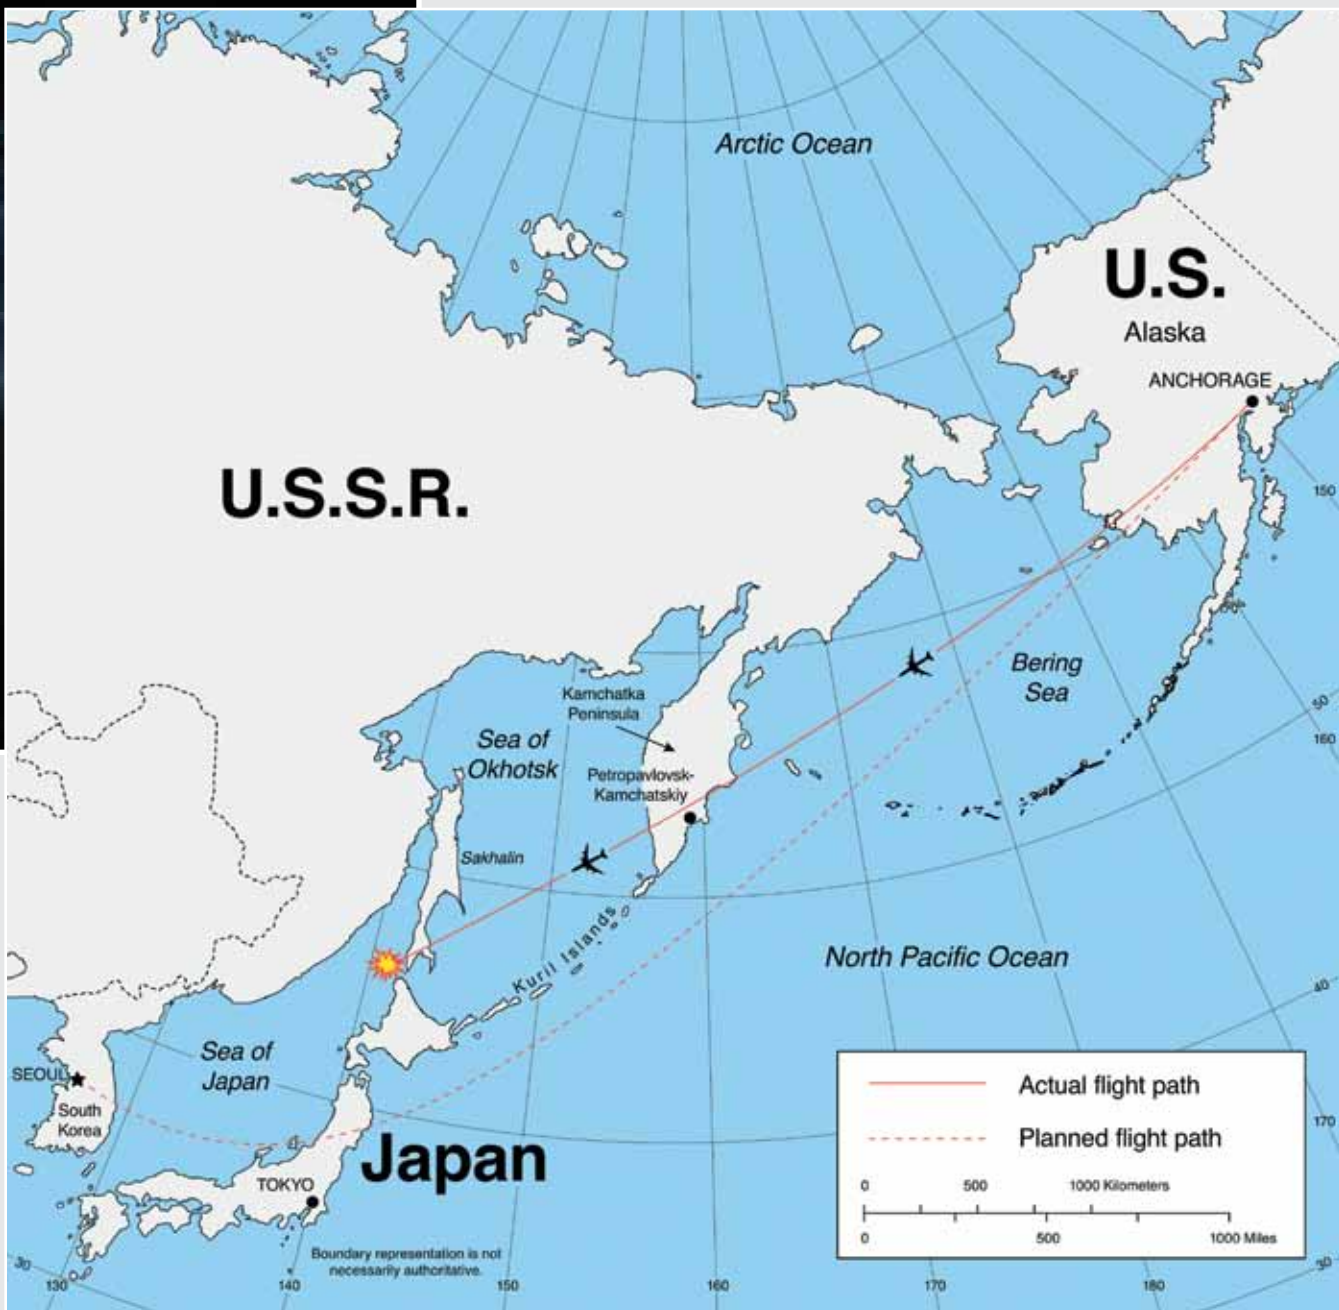 Arctic Ocean
U.S.
Alaska
ANCHORAGE
U.S.S.R.
150
Bering
Sea
50
160
Kamchatka
Peninsula
Sea of
Okhotsk
Petropavlovsk-
Kamchatskiy
Sakhalin
Kuril Islands
North Pacific Ocean
40
Sea of
Japan
SEOUL
South
Korea
Japan
TOKYO
Actual flight path
Planned flight path
170
0 500 1000 Kilometers
0 500 1000 Miles
Boundary representation is not
necessarily authoritative.
30
130
140
150
160
170
180
30